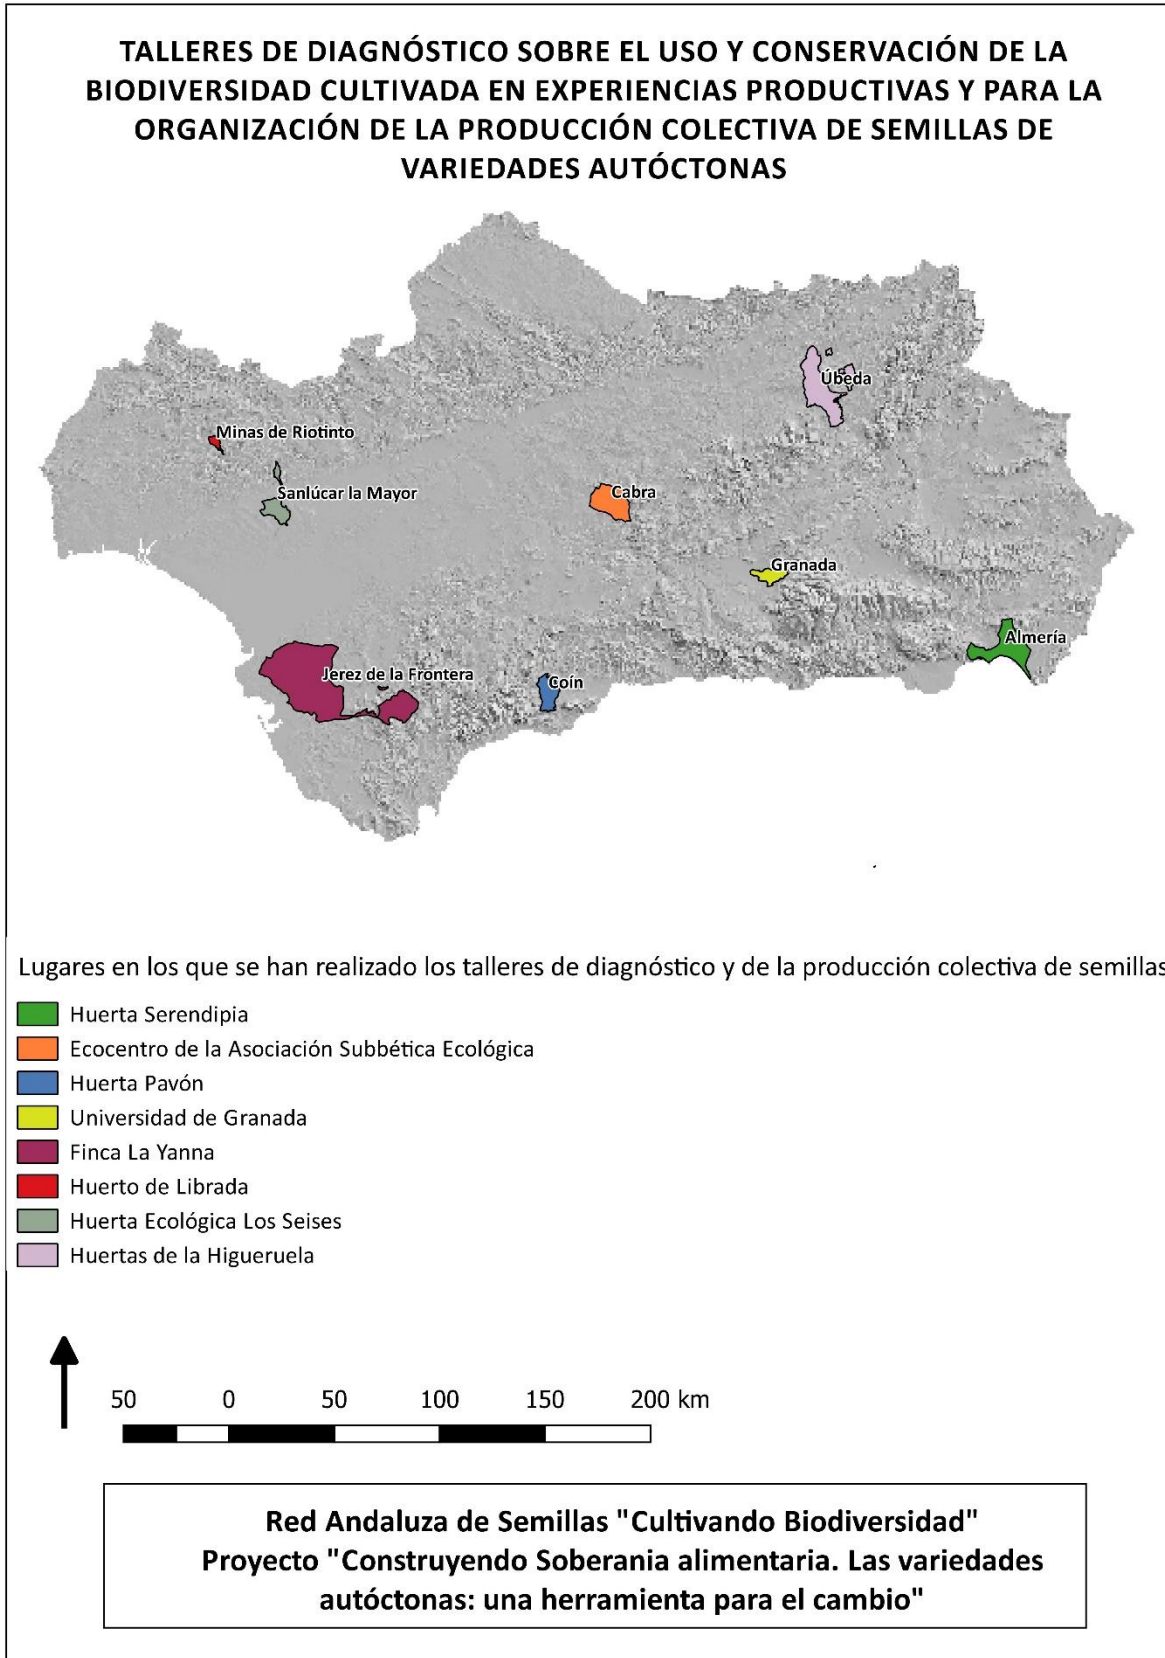 TALLERES DE DIAGNÓSTICO SOBRE EL USO Y CONSERVACIÓN DE LA
BIODIVERSIDAD CULTIVADA EN EXPERIENCIAS PRODUCTIVAS Y PARA LA
ORGANIZACIÓN DE LA PRODUCCIÓN COLECTIVA DE SEMILLAS DE
VARIEDADES AUTÓCTONAS
Úbeda
Minas de Riotinto
Sanlúcar la Mayor
Cabra
Granada
Almería
Jerez de la Frontera
Coín
Lugares en los que se han realizado los talleres de diagnóstico y de la producción colectiva de semillas
Huerta Serendipia
Ecocentro de la Asociación Subbética Ecológica
Huerta Pavón
Universidad de Granada
Finca La Yanna
Huerto de Librada
Huerta Ecológica Los Seises
Huertas de la Higueruela
50 0 50 100 150 200 km
Red Andaluza de Semillas "Cultivando Biodiversidad"
Proyecto "Construyendo Soberania alimentaria. Las variedades
autóctonas: una herramienta para el cambio"